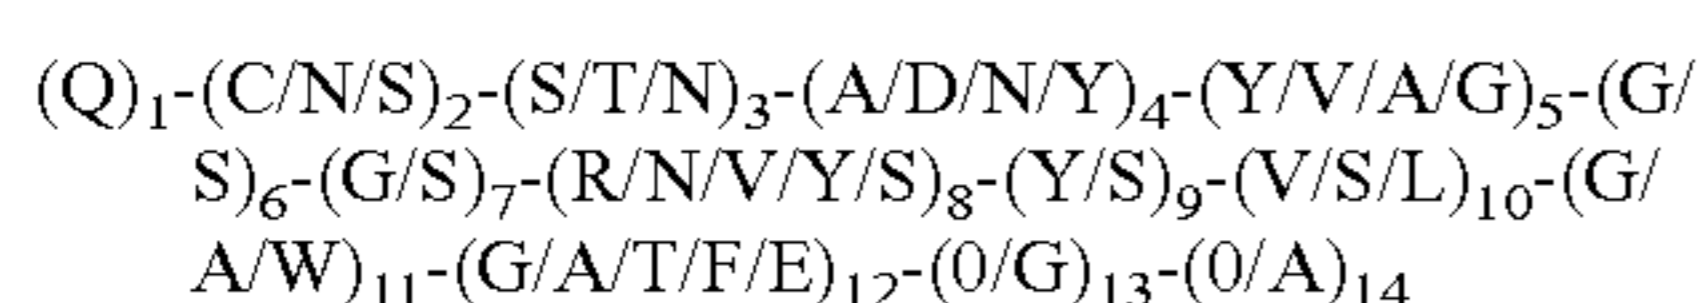 (Q)₁-(C/N/S)₂-(S/T/N)₃-(A/D/N/Y)₄-(Y/V/A/G)₅-(G/
S)₆-(G/S)₇-(R/N/V/Y/S)₈-(Y/S)₉-(V/S/L)₁₀-(G/
A/W)₁₁-(G/A/T/F/E)₁₂-(0/G)₁₃-(0/A)₁₄